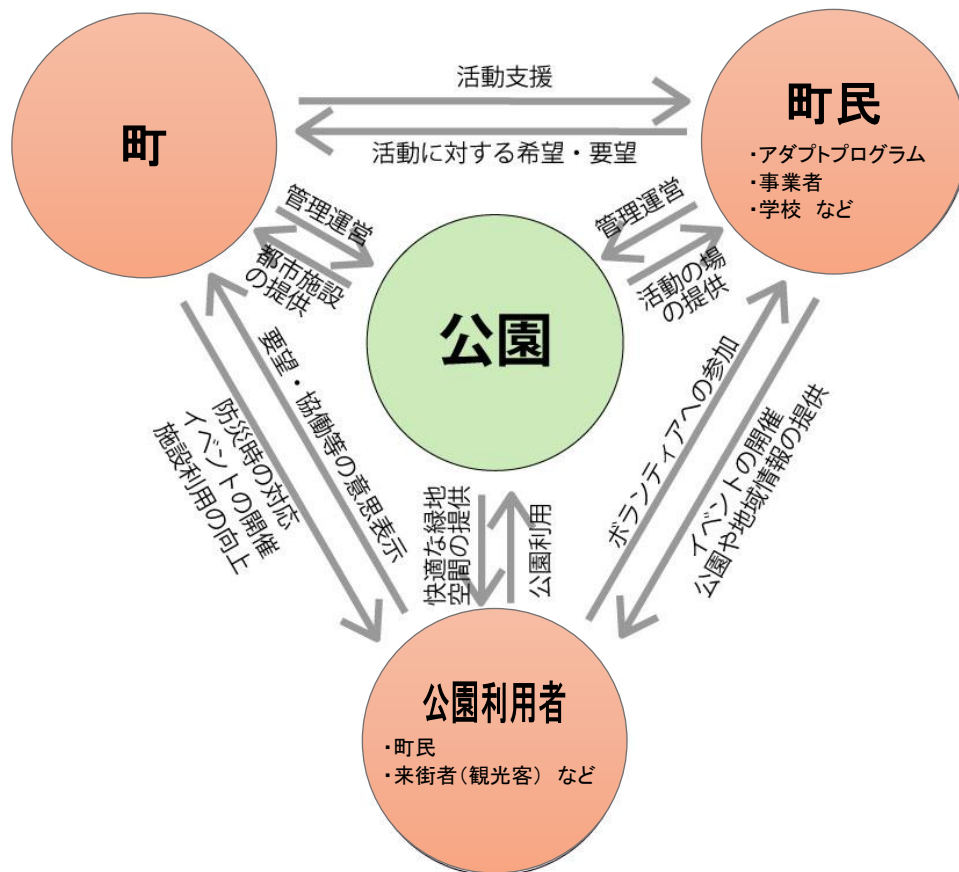 活動支援
町
町民
・アダプトプログラム
・事業者
・学校 など
活動に対する希望・要望
管理運営
都市施設
の提供
管理運営
活動の場
の提供
公園
防災時の対応
イベントの開催
施設利用の向上
要望・協働等の意思表示
快適な緑地
空間の提供
公園利用
ボランティアへの参加
イベントの開催
公園や地域情報の提供
公園利用者
・町民
・来街者(観光客) など